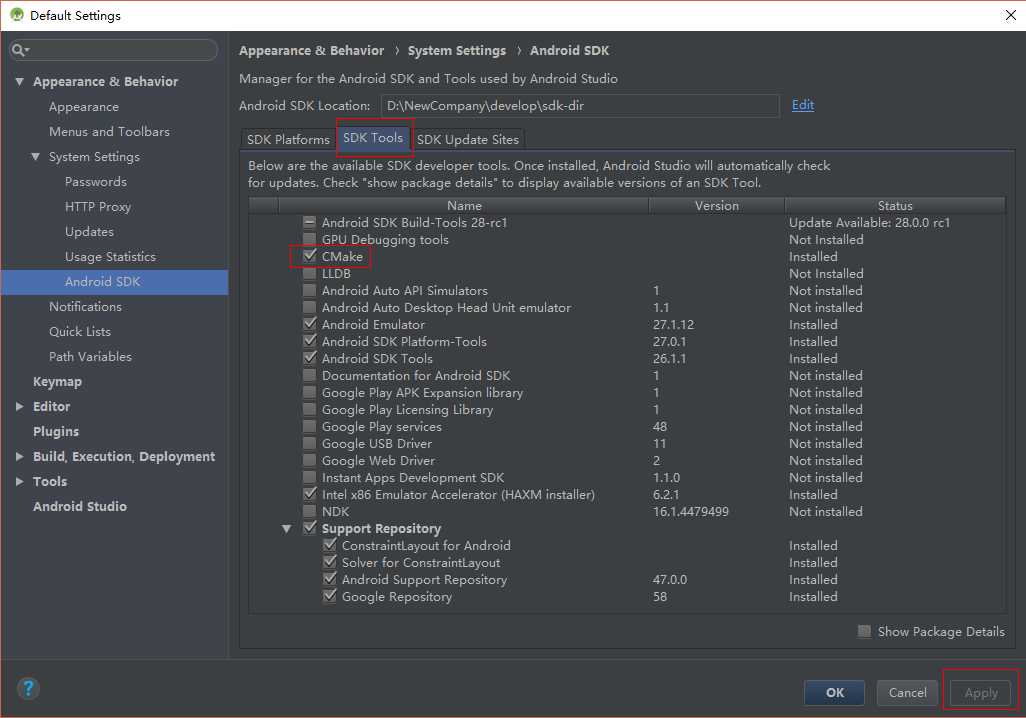 Default Settings
Appearance & Behavior › System Settings › Android SDK
Manager for the Android SDK and Tools used by Android Studio
Android SDK Location: D:\NewCompany\develop\sdk-dir Edit
Appearance & Behavior
Appearance
Menus and Toolbars
System Settings
Passwords
HTTP Proxy
Updates
Usage Statistics
Android SDK
Notifications
Quick Lists
Path Variables
Keymap
Editor
Plugins
Build, Execution, Deployment
Tools
Android Studio
SDK Platforms SDK Tools SDK Update Sites
Below are the available SDK developer tools. Once installed, Android Studio will automatically check
for updates. Check "show package details" to display available versions of an SDK Tool.
Name Version Status
Android SDK Build-Tools 28-rc1 Update Available: 28.0.0 rc1
GPU Debugging tools Not Installed
CMake Installed
LLDB Not Installed
Android Auto API Simulators 1 Not installed
Android Auto Desktop Head Unit emulator 1.1 Not installed
Android Emulator 27.1.12 Installed
Android SDK Platform-Tools 27.0.1 Installed
Android SDK Tools 26.1.1 Installed
Documentation for Android SDK 1 Not installed
Google Play APK Expansion library 1 Not installed
Google Play Licensing Library 1 Not installed
Google Play services 48 Not installed
Google USB Driver 11 Not installed
Google Web Driver 2 Not installed
Instant Apps Development SDK 1.1.0 Not installed
Intel x86 Emulator Accelerator (HAXM installer) 6.2.1 Installed
NDK 16.1.4479499 Not installed
Support Repository
ConstraintLayout for Android Installed
Solver for ConstraintLayout Installed
Android Support Repository 47.0.0 Installed
Google Repository 58 Installed
Show Package Details
? OK Cancel Apply